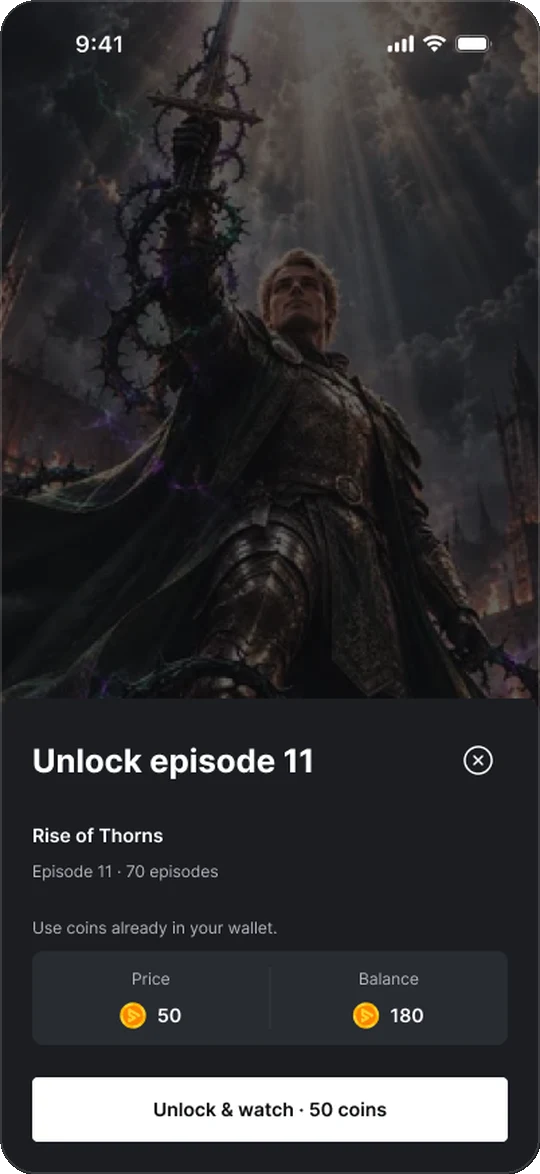 9:41
Unlock episode 11
Rise of Thorns
Episode 11 · 70 episodes
Use coins already in your wallet.
Price
50
Balance
180
Unlock & watch · 50 coins